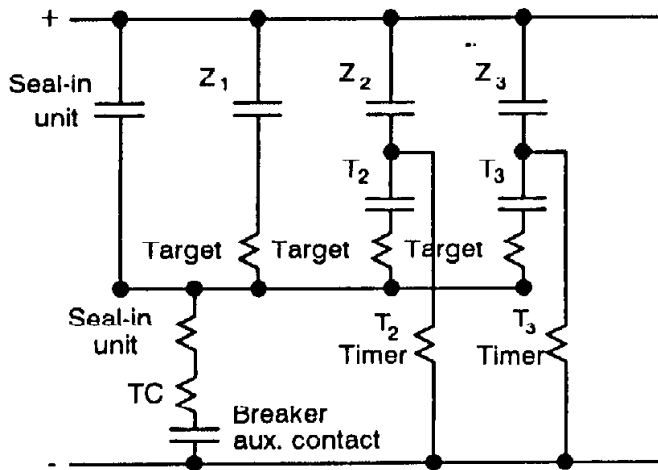 +
Seal-in
unit
Z1
Z2
Z3
T2
T3
Target
Target
Target
Seal-in
unit
T2
Timer
T3
Timer
TC
Breaker
aux. contact
-